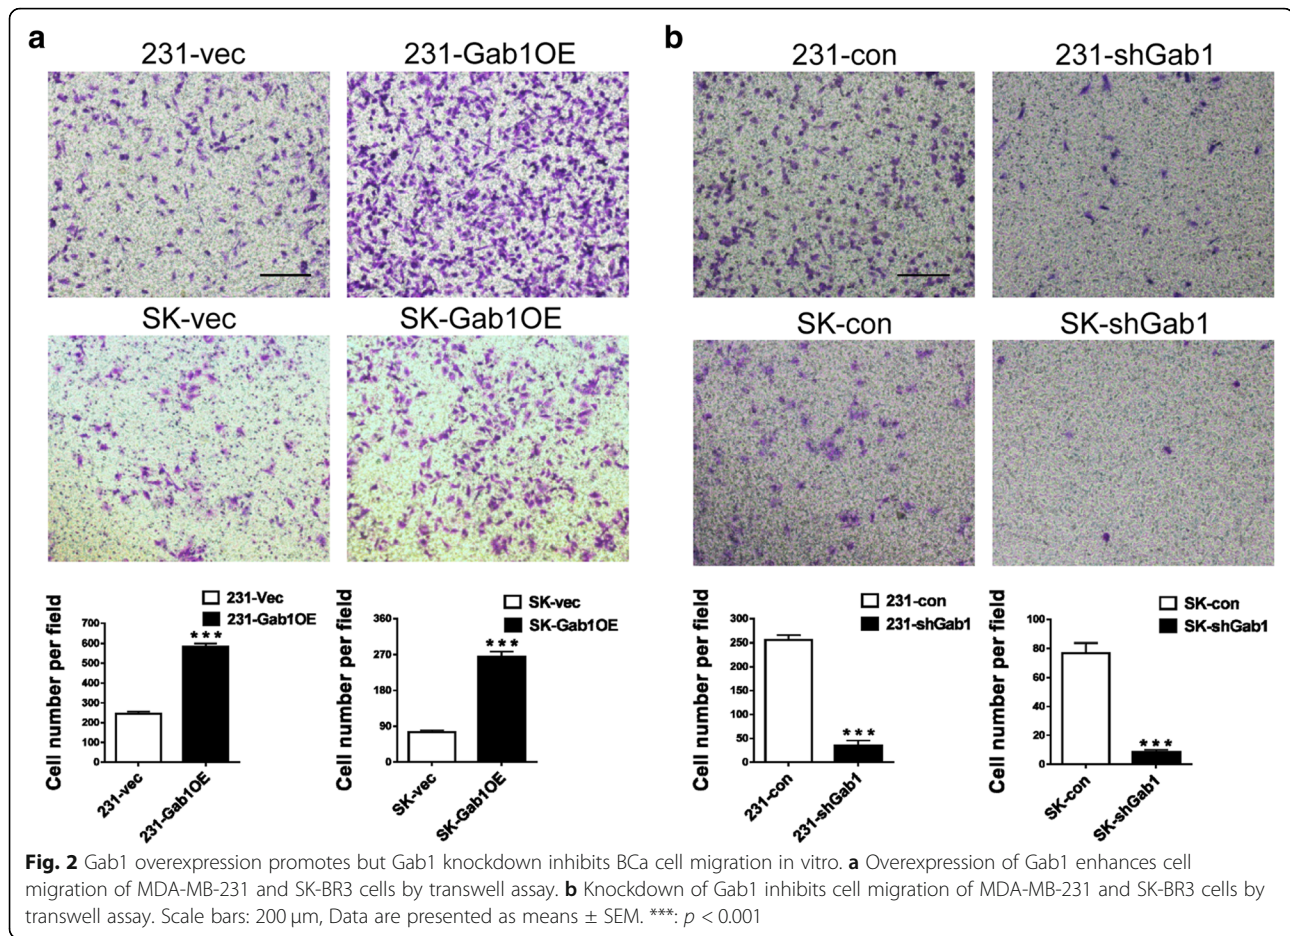 a
231-vec
231-Gab1OE
SK-vec
SK-Gab1OE
Cell number per field
700
600
500
400
300
200
100
0
231-Vec
231-Gab1OE
***
231-vec
231-Gab1OE
Cell number per field
360
270
180
90
0
SK-vec
SK-Gab1OE
***
SK-vec
SK-Gab1OE
b
231-con
231-shGab1
SK-con
SK-shGab1
Cell number per field
300
250
200
150
100
50
0
231-con
231-shGab1
***
231-con
231-shGab1
Cell number per field
100
80
60
40
20
0
SK-con
SK-shGab1
***
SK-con
SK-shGab1
Fig. 2 Gab1 overexpression promotes but Gab1 knockdown inhibits BCa cell migration in vitro. a Overexpression of Gab1 enhances cell
migration of MDA-MB-231 and SK-BR3 cells by transwell assay. b Knockdown of Gab1 inhibits cell migration of MDA-MB-231 and SK-BR3 cells by
transwell assay. Scale bars: 200 μm, Data are presented as means ± SEM. ***: p < 0.001